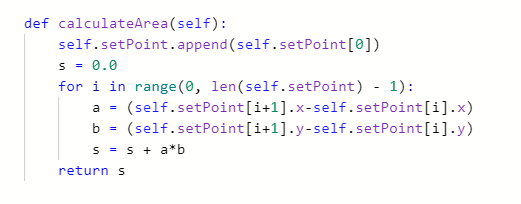 def calculateArea(self):
    self.setPoint.append(self.setPoint[0])
    s = 0.0
    for i in range(0, len(self.setPoint) - 1):
        a = (self.setPoint[i+1].x-self.setPoint[i].x)
        b = (self.setPoint[i+1].y-self.setPoint[i].y)
        s = s + a*b
    return s